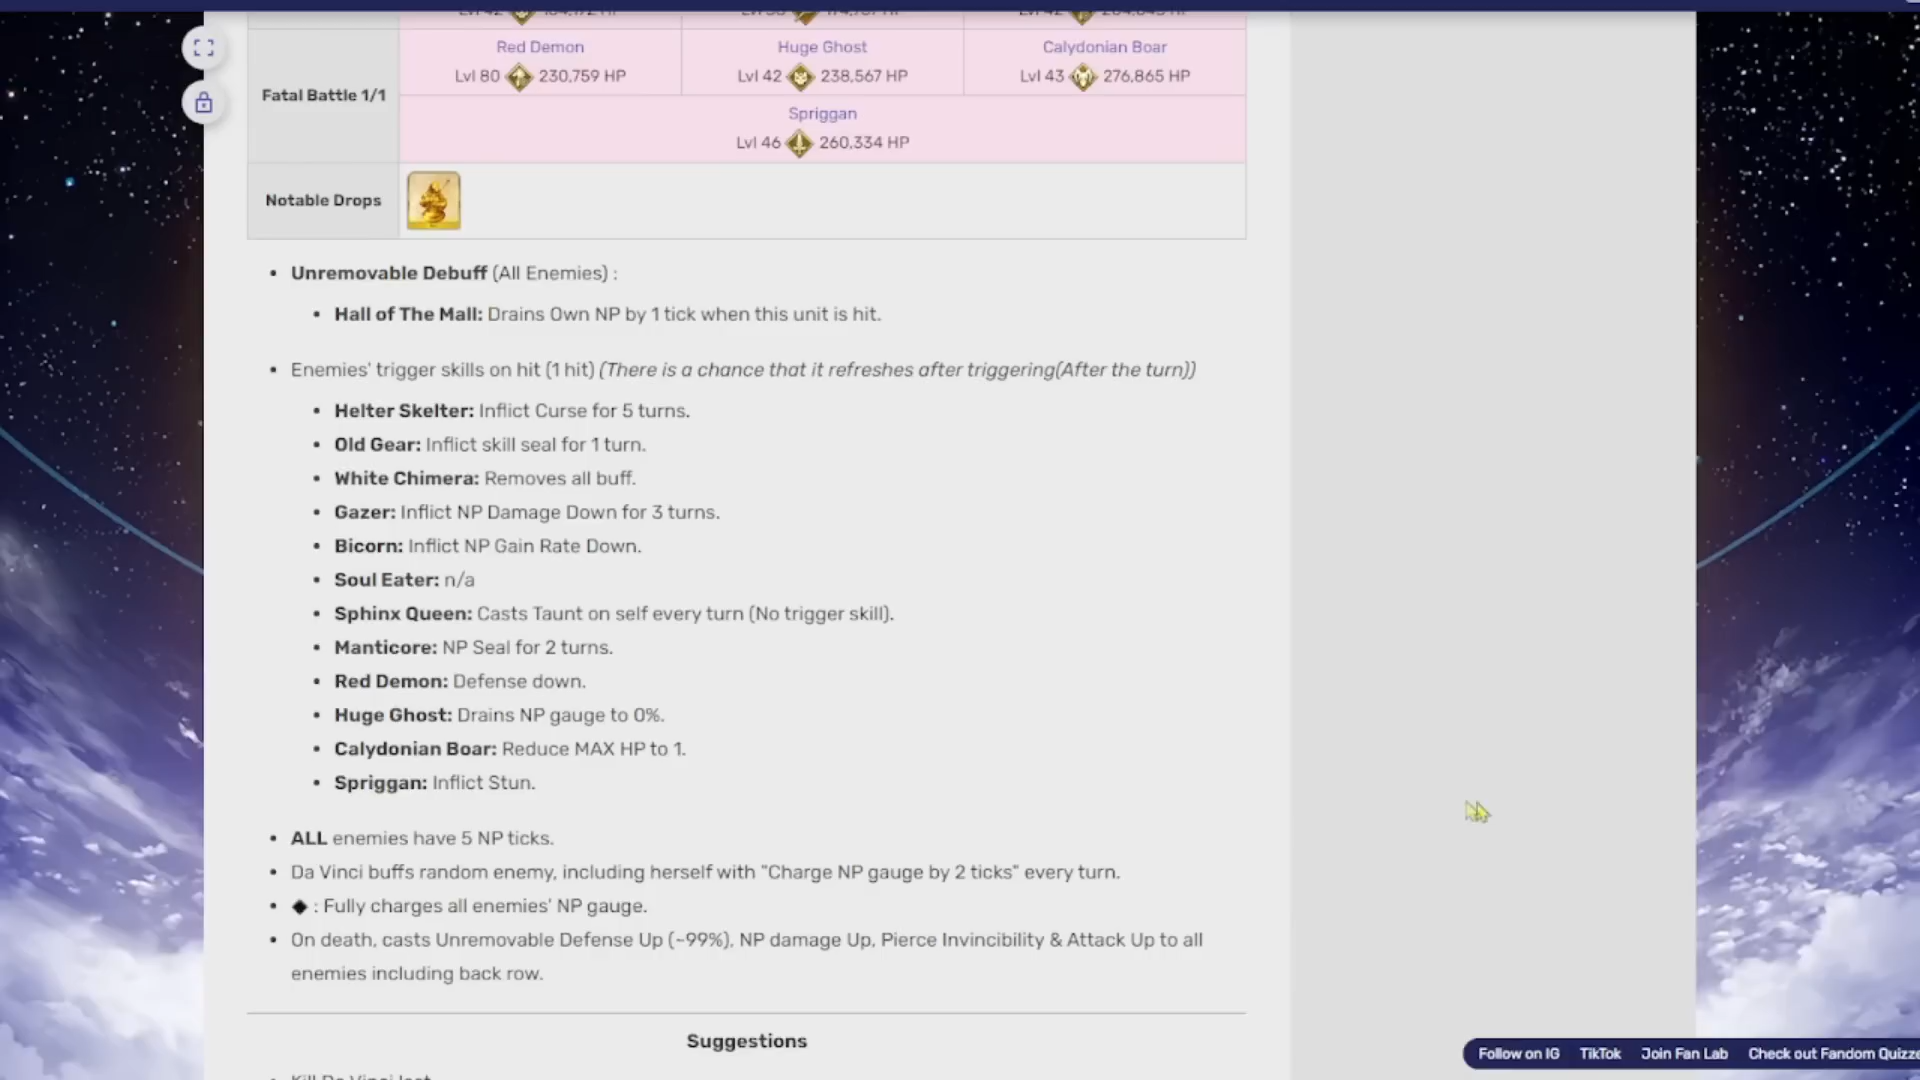 Red Demon
Huge Ghost
Calydonian Boar
Lvl 80 230,759 HP
Lvl 42 238,567 HP
Lvl 43 276,865 HP
Fatal Battle 1/1
Spriggan
Lvl 46 260,334 HP
Notable Drops
Unremovable Debuff (All Enemies) :
Hall of The Mall: Drains Own NP by 1 tick when this unit is hit.
Enemies' trigger skills on hit (1 hit) (There is a chance that it refreshes after triggering(After the turn))
Helter Skelter: Inflict Curse for 5 turns.
Old Gear: Inflict skill seal for 1 turn.
White Chimera: Removes all buff.
Gazer: Inflict NP Damage Down for 3 turns.
Bicorn: Inflict NP Gain Rate Down.
Soul Eater: n/a
Sphinx Queen: Casts Taunt on self every turn (No trigger skill).
Manticore: NP Seal for 2 turns.
Red Demon: Defense down.
Huge Ghost: Drains NP gauge to 0%.
Calydonian Boar: Reduce MAX HP to 1.
Spriggan: Inflict Stun.
ALL enemies have 5 NP ticks.
Da Vinci buffs random enemy, including herself with "Charge NP gauge by 2 ticks" every turn.
◆ : Fully charges all enemies' NP gauge.
On death, casts Unremovable Defense Up (~99%), NP damage Up, Pierce Invincibility & Attack Up to all
enemies including back row.
Suggestions
Kill Da Vinci last
Follow on IG TikTok Join Fan Lab Check out Fandom Quizze